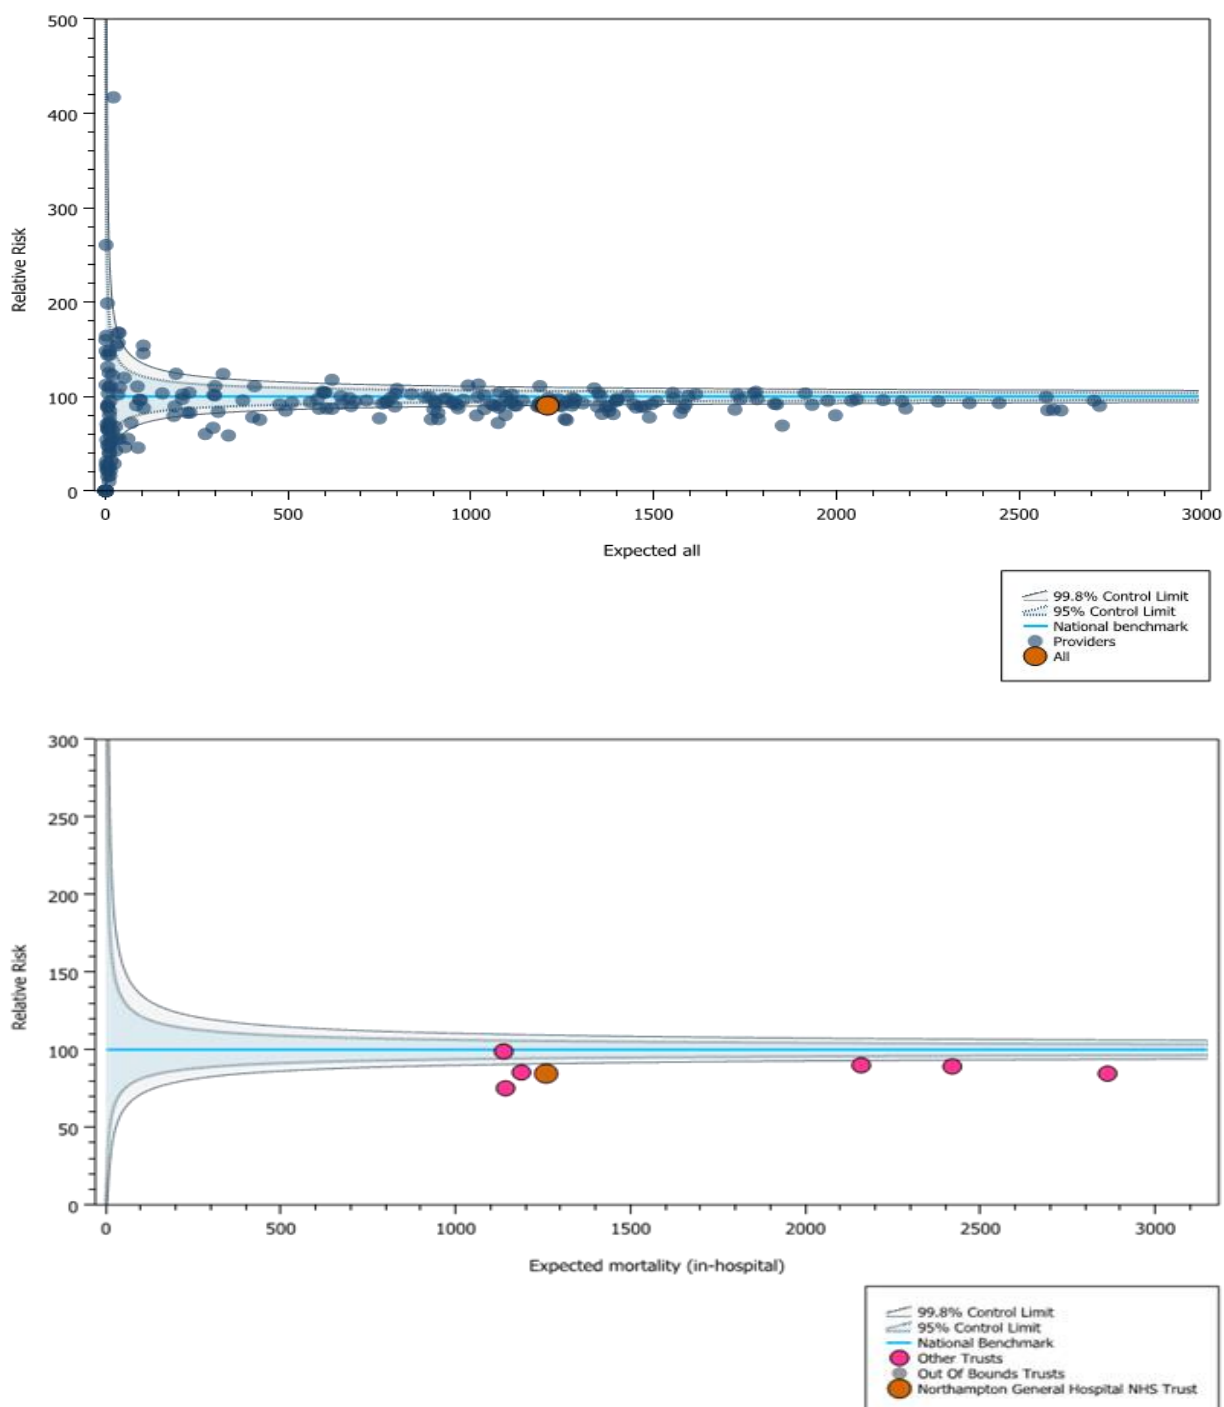 500
400
300
200
100
0
Relative Risk
0 500 1000 1500 2000 2500 3000
Expected all
99.8% Control Limit
95% Control Limit
National benchmark
Providers
All
300
250
200
150
100
50
0
Relative Risk
0 500 1000 1500 2000 2500 3000
Expected mortality (in-hospital)
99.8% Control Limit
95% Control Limit
National Benchmark
Other Trusts
Out Of Bounds Trusts
Northampton General Hospital NHS Trust